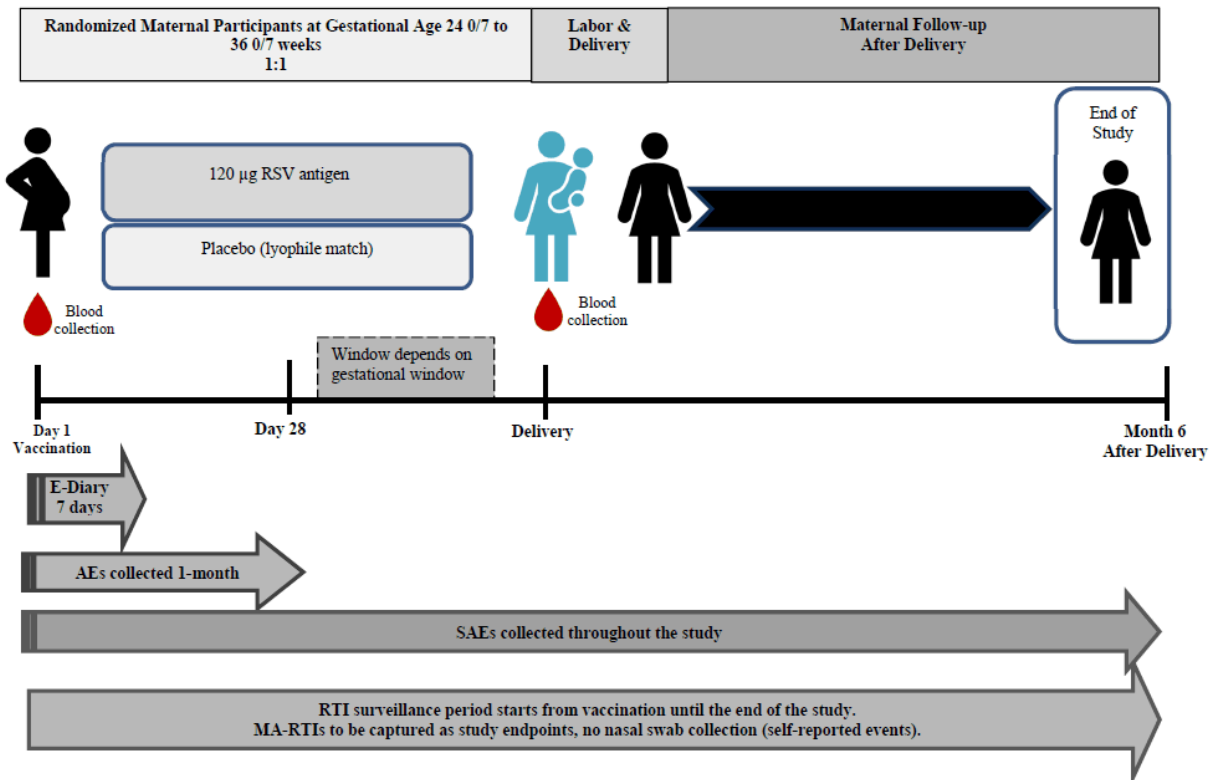 Randomized Maternal Participants at Gestational Age 24 0/7 to
36 0/7 weeks
1:1
Labor &
Delivery
Maternal Follow-up
After Delivery
120 µg RSV antigen
Placebo (lyophile match)
End of
Study
Blood
collection
Blood
collection
Window depends on
gestational window
Day 1
Vaccination
Day 28
Delivery
Month 6
After Delivery
E-Diary
7 days
AEs collected 1-month
SAEs collected throughout the study
RTI surveillance period starts from vaccination until the end of the study.
MA-RTIs to be captured as study endpoints, no nasal swab collection (self-reported events).